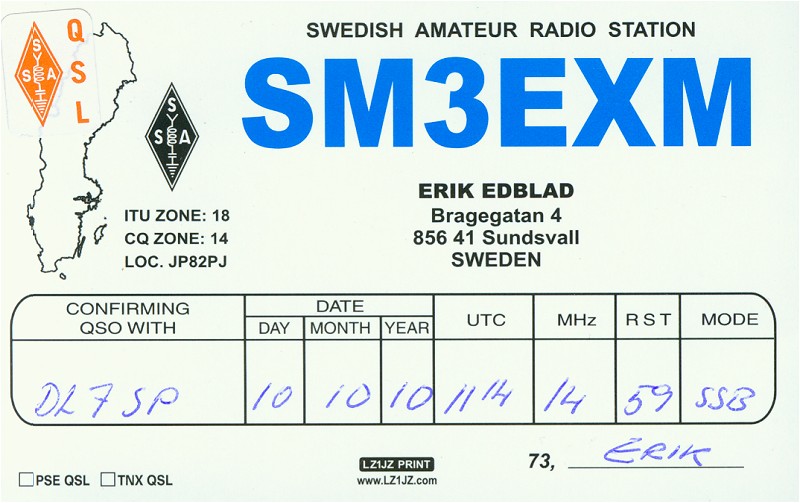 QSL
SSA
SWEDISH AMATEUR RADIO STATION
SM3EXM
SSA
ERIK EDBLAD
Bragegatan 4
856 41 Sundsvall
SWEDEN
ITU ZONE: 18
CQ ZONE: 14
LOC. JP82PJ
CONFIRMING QSO WITH
DATE
DAY MONTH YEAR
UTC MHz RST MODE
DL7SP 10 10 10 1114 14 59 SSB
PSE QSL TNX QSL
LZ1JZ PRINT
www.LZ1JZ.com
73, ERIK